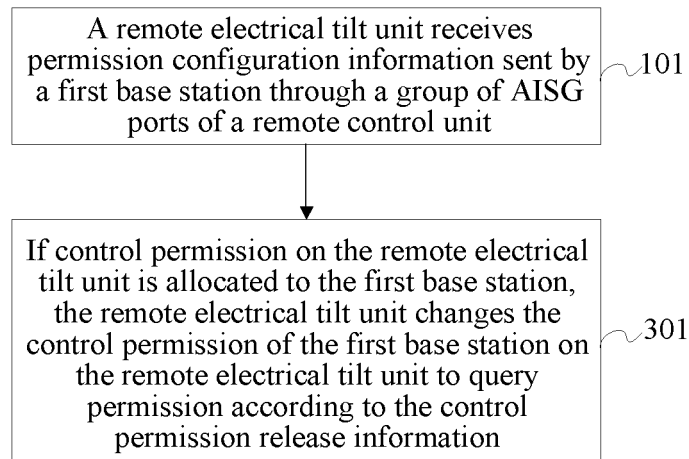 A remote electrical tilt unit receives
permission configuration information sent by
a first base station through a group of AISG
ports of a remote control unit
101
If control permission on the remote electrical
tilt unit is allocated to the first base station,
the remote electrical tilt unit changes the
control permission of the first base station on
the remote electrical tilt unit to query
permission according to the control
permission release information
301